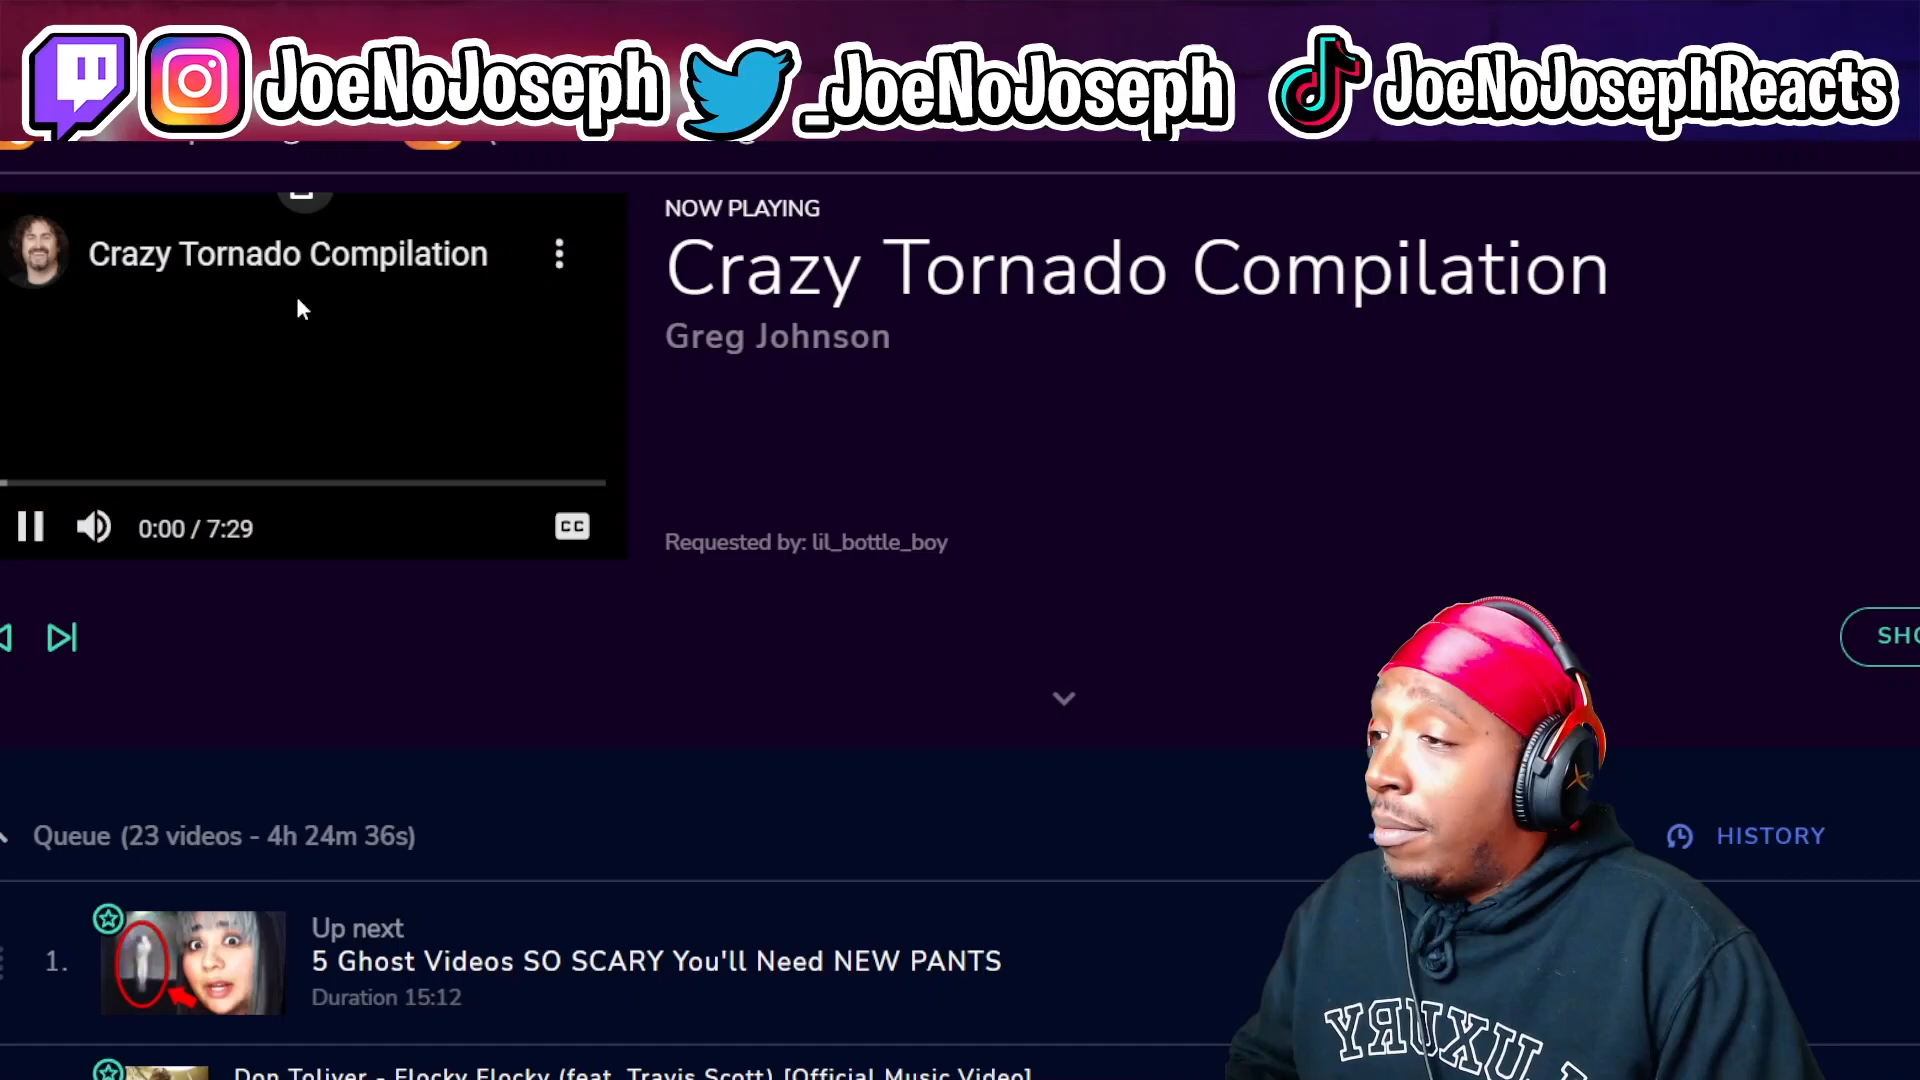 JoeNoJoseph
_JoeNoJoseph
JoeNoJosephReacts
Crazy Tornado Compilation
NOW PLAYING
Crazy Tornado Compilation
Greg Johnson
0:00 / 7:29
CC
Requested by: lil_bottle_boy
SHO
Queue (23 videos - 4h 24m 36s)
HISTORY
1.
Up next
5 Ghost Videos SO SCARY You'll Need NEW PANTS
Duration 15:12
LUXURY
Don Toliver - Flocky Flocky (feat. Travis Scott) [Official Music Video]